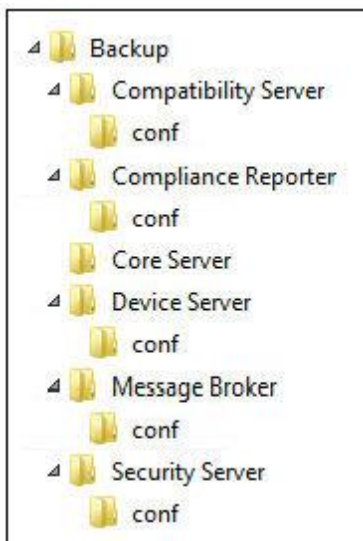 Backup
Compatibility Server
conf
Compliance Reporter
conf
Core Server
Device Server
conf
Message Broker
conf
Security Server
conf